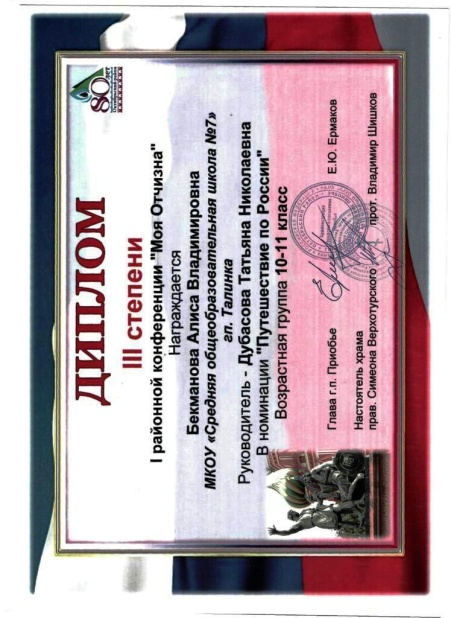 80 лет
ДИПЛОМ
III степени
I районной конференции "Моя Отчизна"
Награждается
Бекманова Алиса Владимировна
МКОУ «Средняя общеобразовательная школа №7»
гп. Талинка
Руководитель - Дубасова Татьяна Николаевна
В номинации "Путешествие по России"
Возрастная группа 10-11 класс
Глава г.п. Приобье Е.Ю. Ермаков
Настоятель храма
прав. Симеона Верхотурского прот. Владимир Шишков